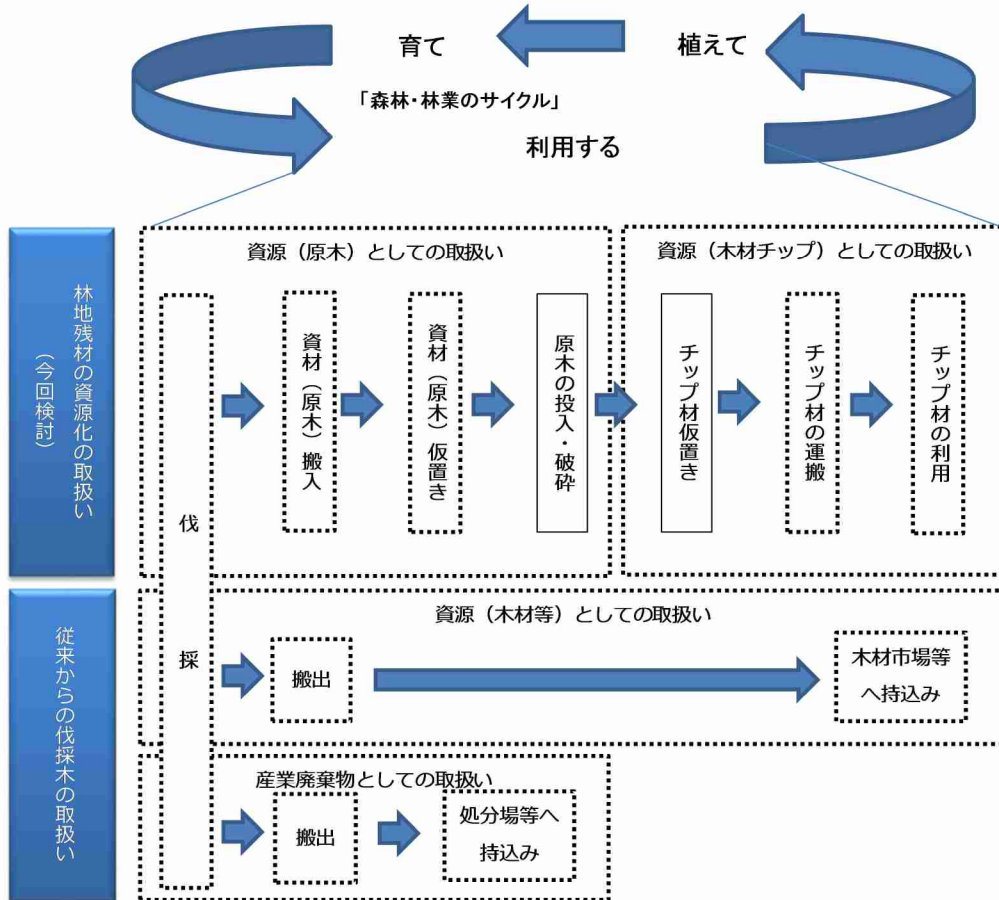 育て
植えて
「森林・林業のサイクル」
利用する
林地残材の資源化の取扱い
（今回検討）
資源（原木）としての取扱い
資源（木材チップ）としての取扱い
伐採
資材（原木）搬入
資材（原木）仮置き
原木の投入・破砕
チップ材仮置き
チップ材の運搬
チップ材の利用
従来からの伐採木の取扱い
資源（木材等）としての取扱い
搬出
木材市場等
へ持込み
産業廃棄物としての取扱い
搬出
処分場等へ
持込み